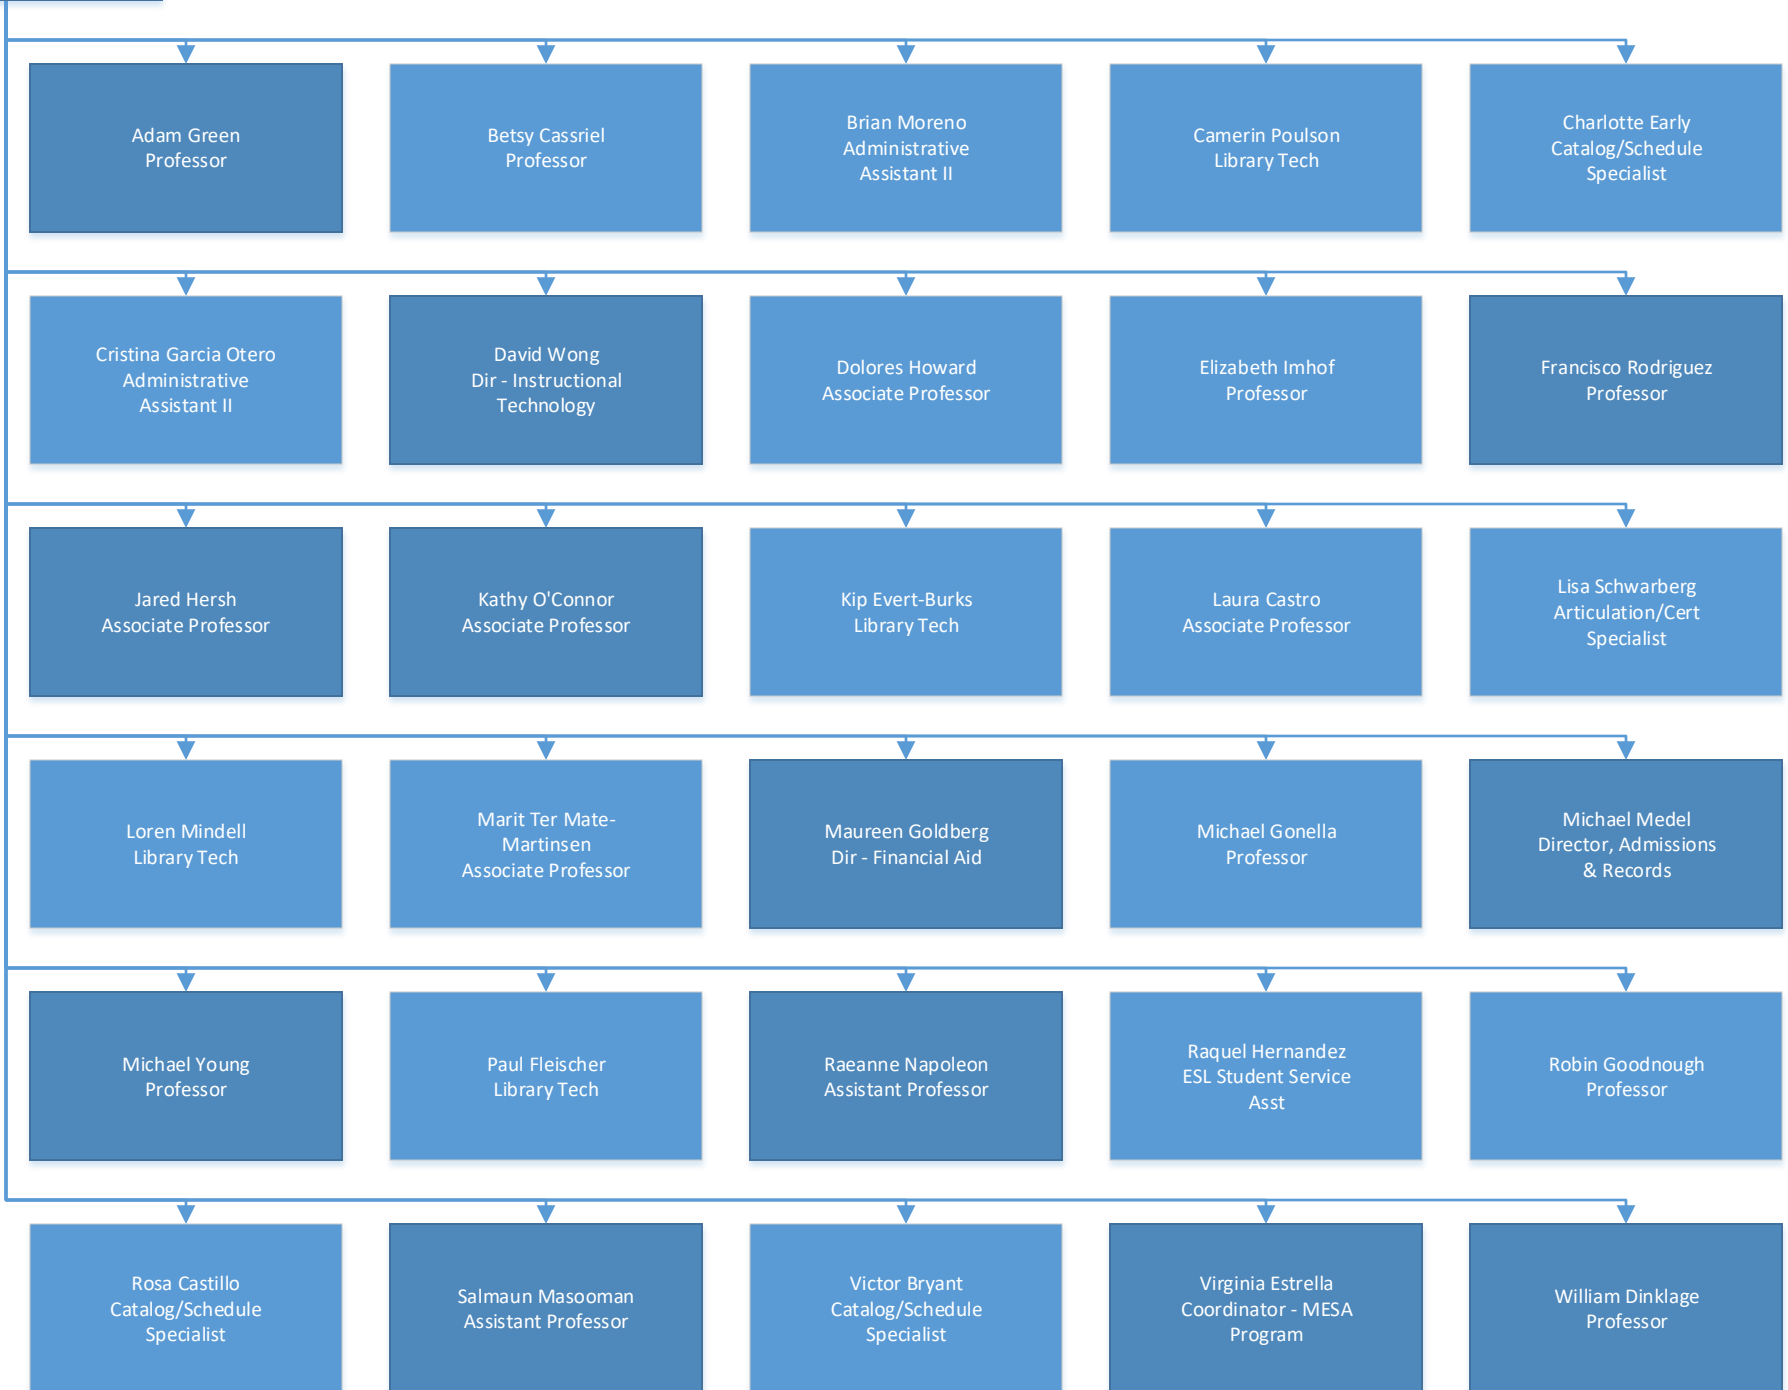 Adam Green
Professor
Betsy Cassriel
Professor
Brian Moreno
Administrative
Assistant II
Camerin Poulson
Library Tech
Charlotte Early
Catalog/Schedule
Specialist
Cristina Garcia Otero
Administrative
Assistant II
David Wong
Dir - Instructional
Technology
Dolores Howard
Associate Professor
Elizabeth Imhof
Professor
Francisco Rodriguez
Professor
Jared Hersh
Associate Professor
Kathy O'Connor
Associate Professor
Kip Evert-Burks
Library Tech
Laura Castro
Associate Professor
Lisa Schwarberg
Articulation/Cert
Specialist
Loren Mindell
Library Tech
Marit Ter Mate-
Martinsen
Associate Professor
Maureen Goldberg
Dir - Financial Aid
Michael Gonella
Professor
Michael Medel
Director, Admissions
& Records
Michael Young
Professor
Paul Fleischer
Library Tech
Raeanne Napoleon
Assistant Professor
Raquel Hernandez
ESL Student Service
Asst
Robin Goodnough
Professor
Rosa Castillo
Catalog/Schedule
Specialist
Salmaun Masooman
Assistant Professor
Victor Bryant
Catalog/Schedule
Specialist
Virginia Estrella
Coordinator - MESA
Program
William Dinklage
Professor